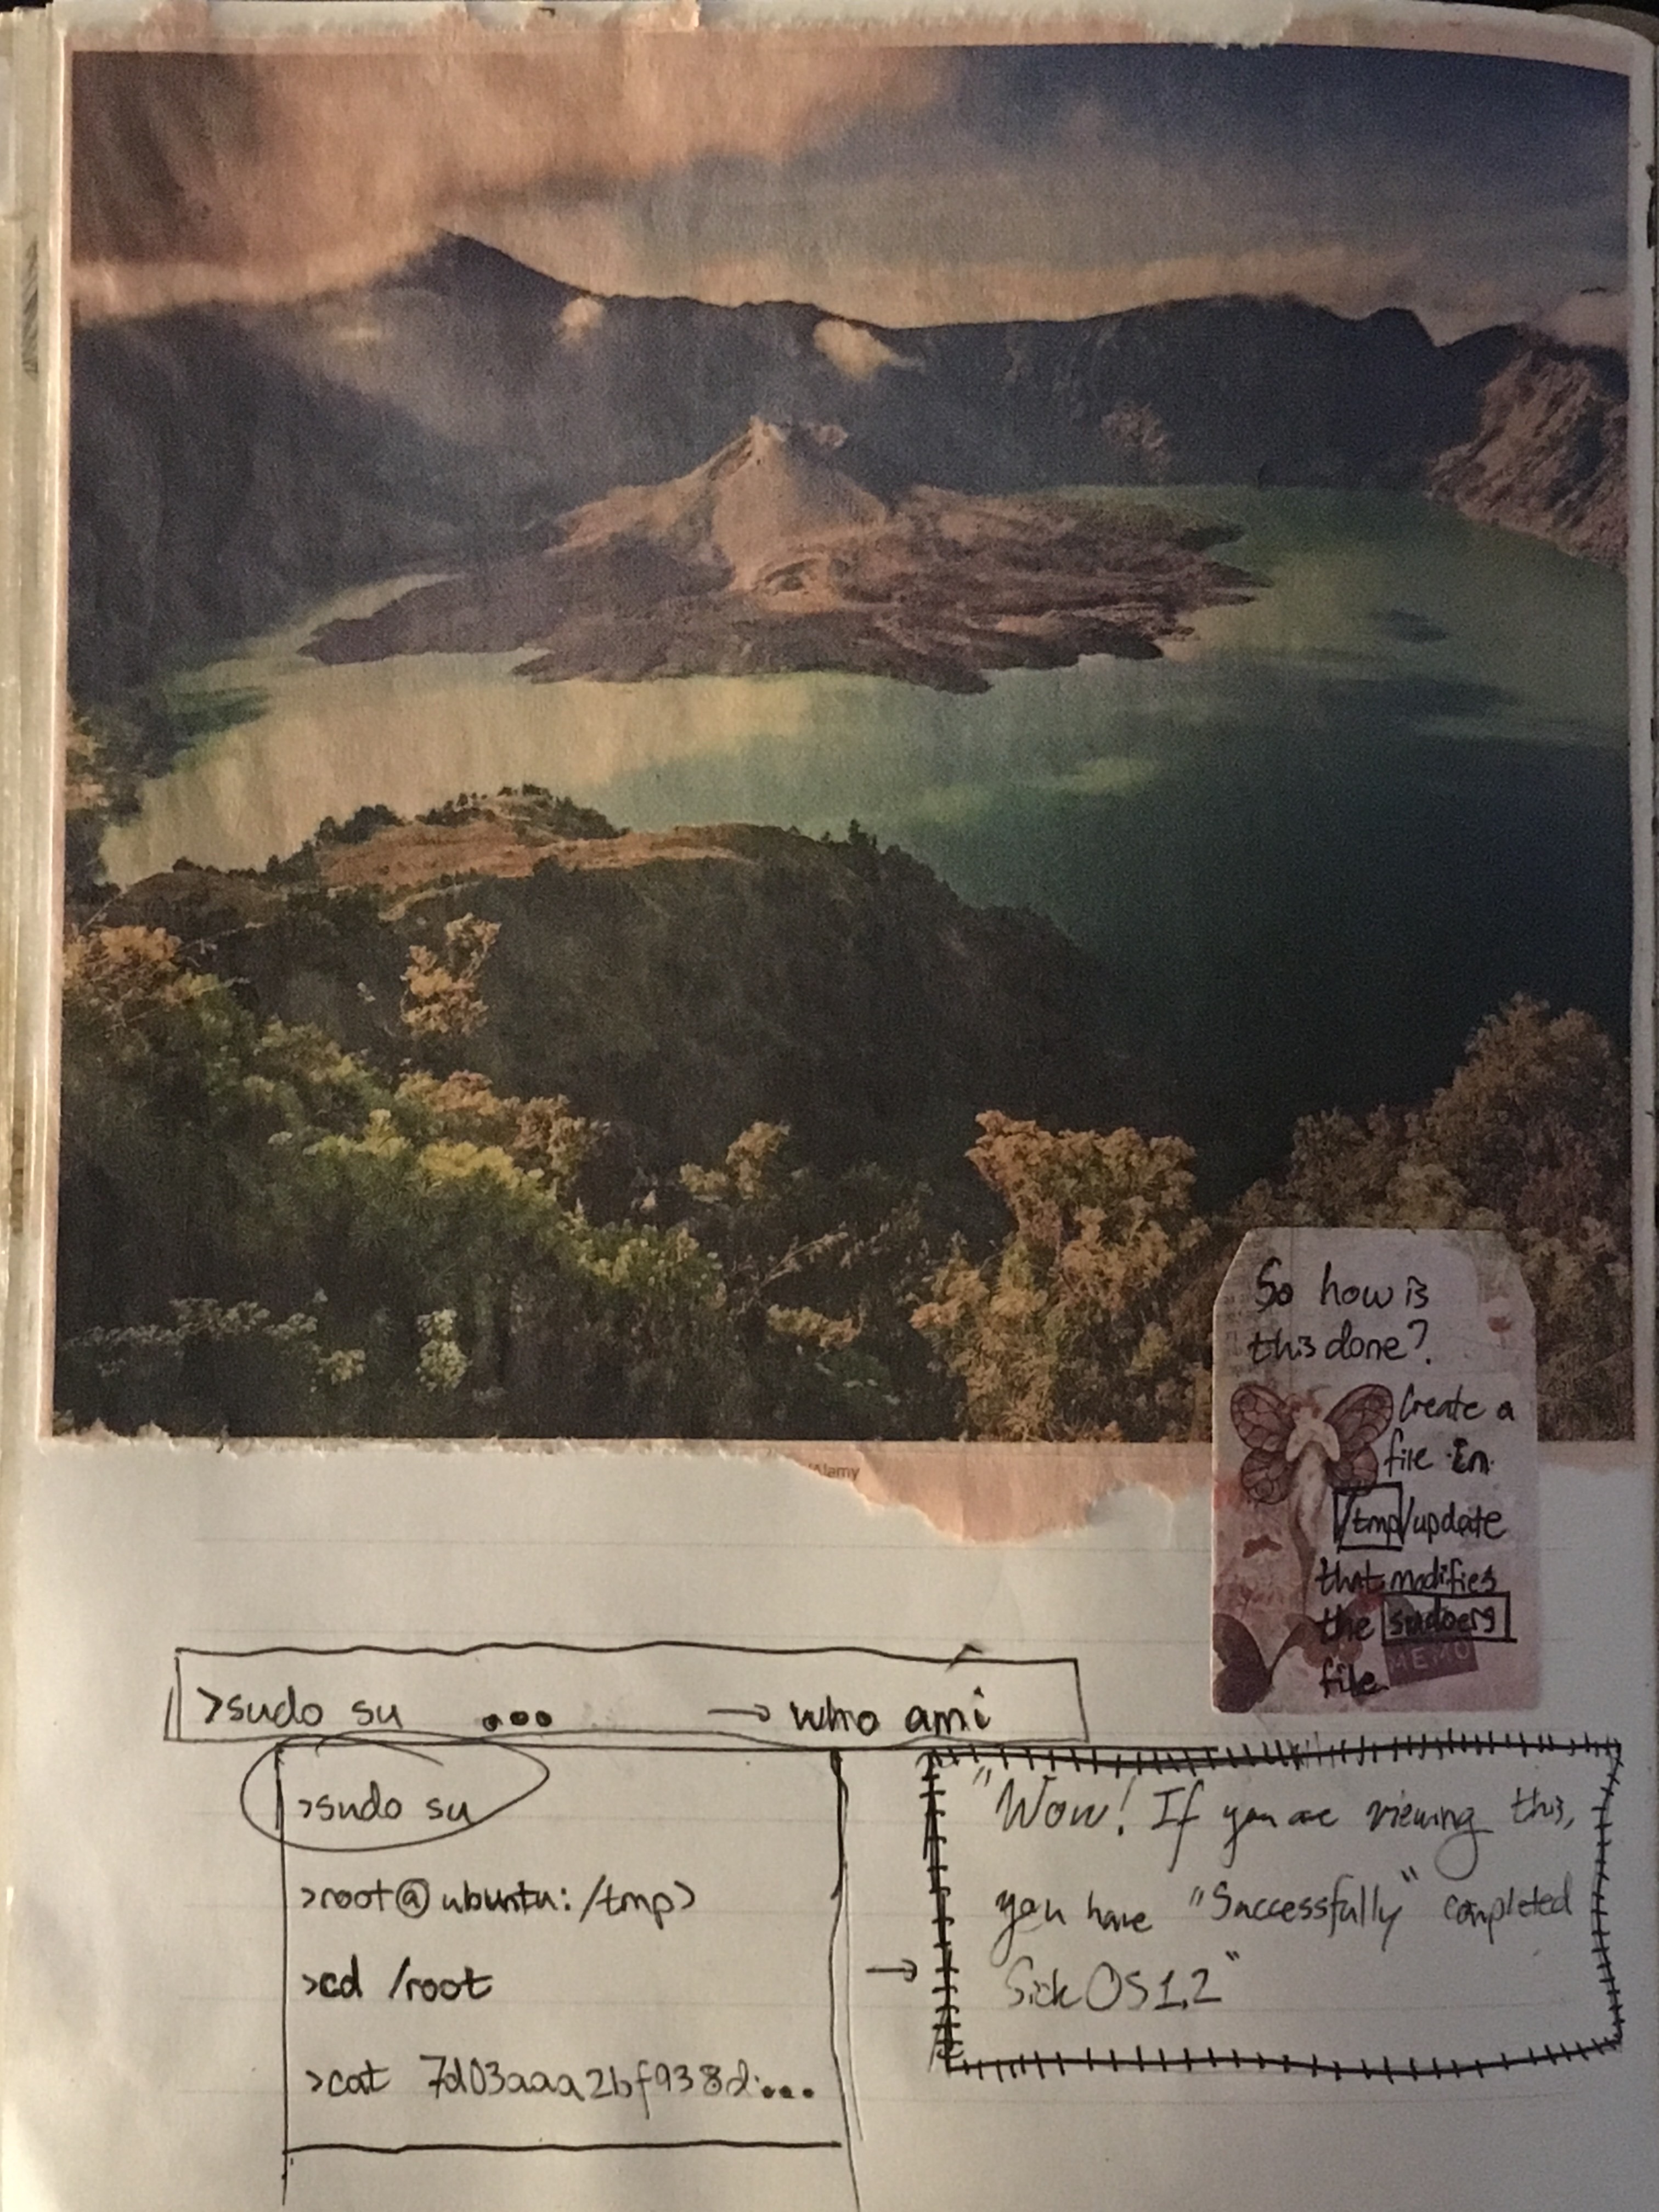 /Alamy
So how is
this done?
Create a
file in
/tmp/update
that modifies
the sudoers
MEMO
file.
>sudo su ... → who ami
>sudo su
>root@ubuntu:/tmp>
>cd /root
>cat 7d03aaa2bf938d...
→
"Wow! If you are viewing this,
you have "Successfully" completed
SickOS1.2"